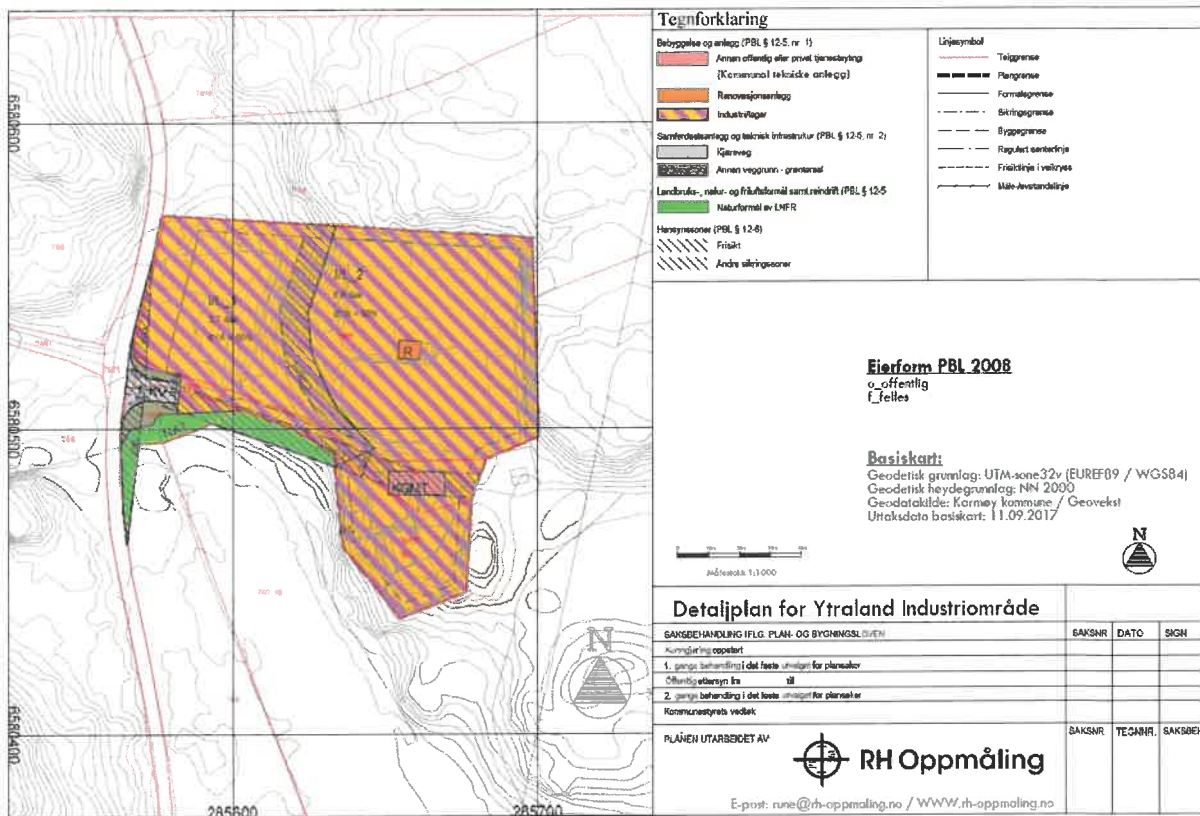 Tegnforklaring
Bebyggelse og anlegg (PBL § 12-5, nr. 1)
Annen offentlig eller privat tjenesteyting
(Kommunal tekniske anlegg)
Renovasjonsanlegg
Industri/lager
Samferdselsanlegg og teknisk infrastruktur (PBL § 12-5, nr. 2)
Kjøreveg
Annen veggrunn - grøntareal
Landbruks-, natur- og friluftsformål samt reindrift (PBL § 12-5
Naturformål av LNFR
Hensynssoner (PBL § 12-6)
Frisikt
Andre sikringssoner
Linjesymbol
Teiggrense
Plangrense
Formålsgrense
Sikringsgrense
Byggegrense
Regulert senterlinje
Frisiktlinje i veikryss
Måle-/avstandslinje
Eierform PBL 2008
o_offentlig
f_felles
Basiskart:
Geodetisk grunnlag: UTM-sone32v (EUREF89 / WGS84)
Geodetisk høydegrunnlag: NN 2000
Geodatakilde: Karmøy kommune / Geovekst
Uttaksdato basiskart: 11.09.2017
N
Målestokk 1:1000
Detaljplan for Ytraland Industriområde
SAKSBEHANDLING IFLG. PLAN- OG BYGNINGSLOVEN
SAKSNR
DATO
SIGN
Kunngjøring oppstart
1. gangs behandling i det faste utvalget for plansaker
Offentlig ettersyn fra til
2. gangs behandling i det faste utvalget for plansaker
Kommunestyrets vedtak
PLANEN UTARBEIDET AV
SAKSNR
TEGNNR.
SAKSBEH
RH Oppmåling
E-post: rune@rh-oppmaling.no / WWW.rh-oppmaling.no
6580600
6580500
6580400
285600
285700
R
KOMT
N